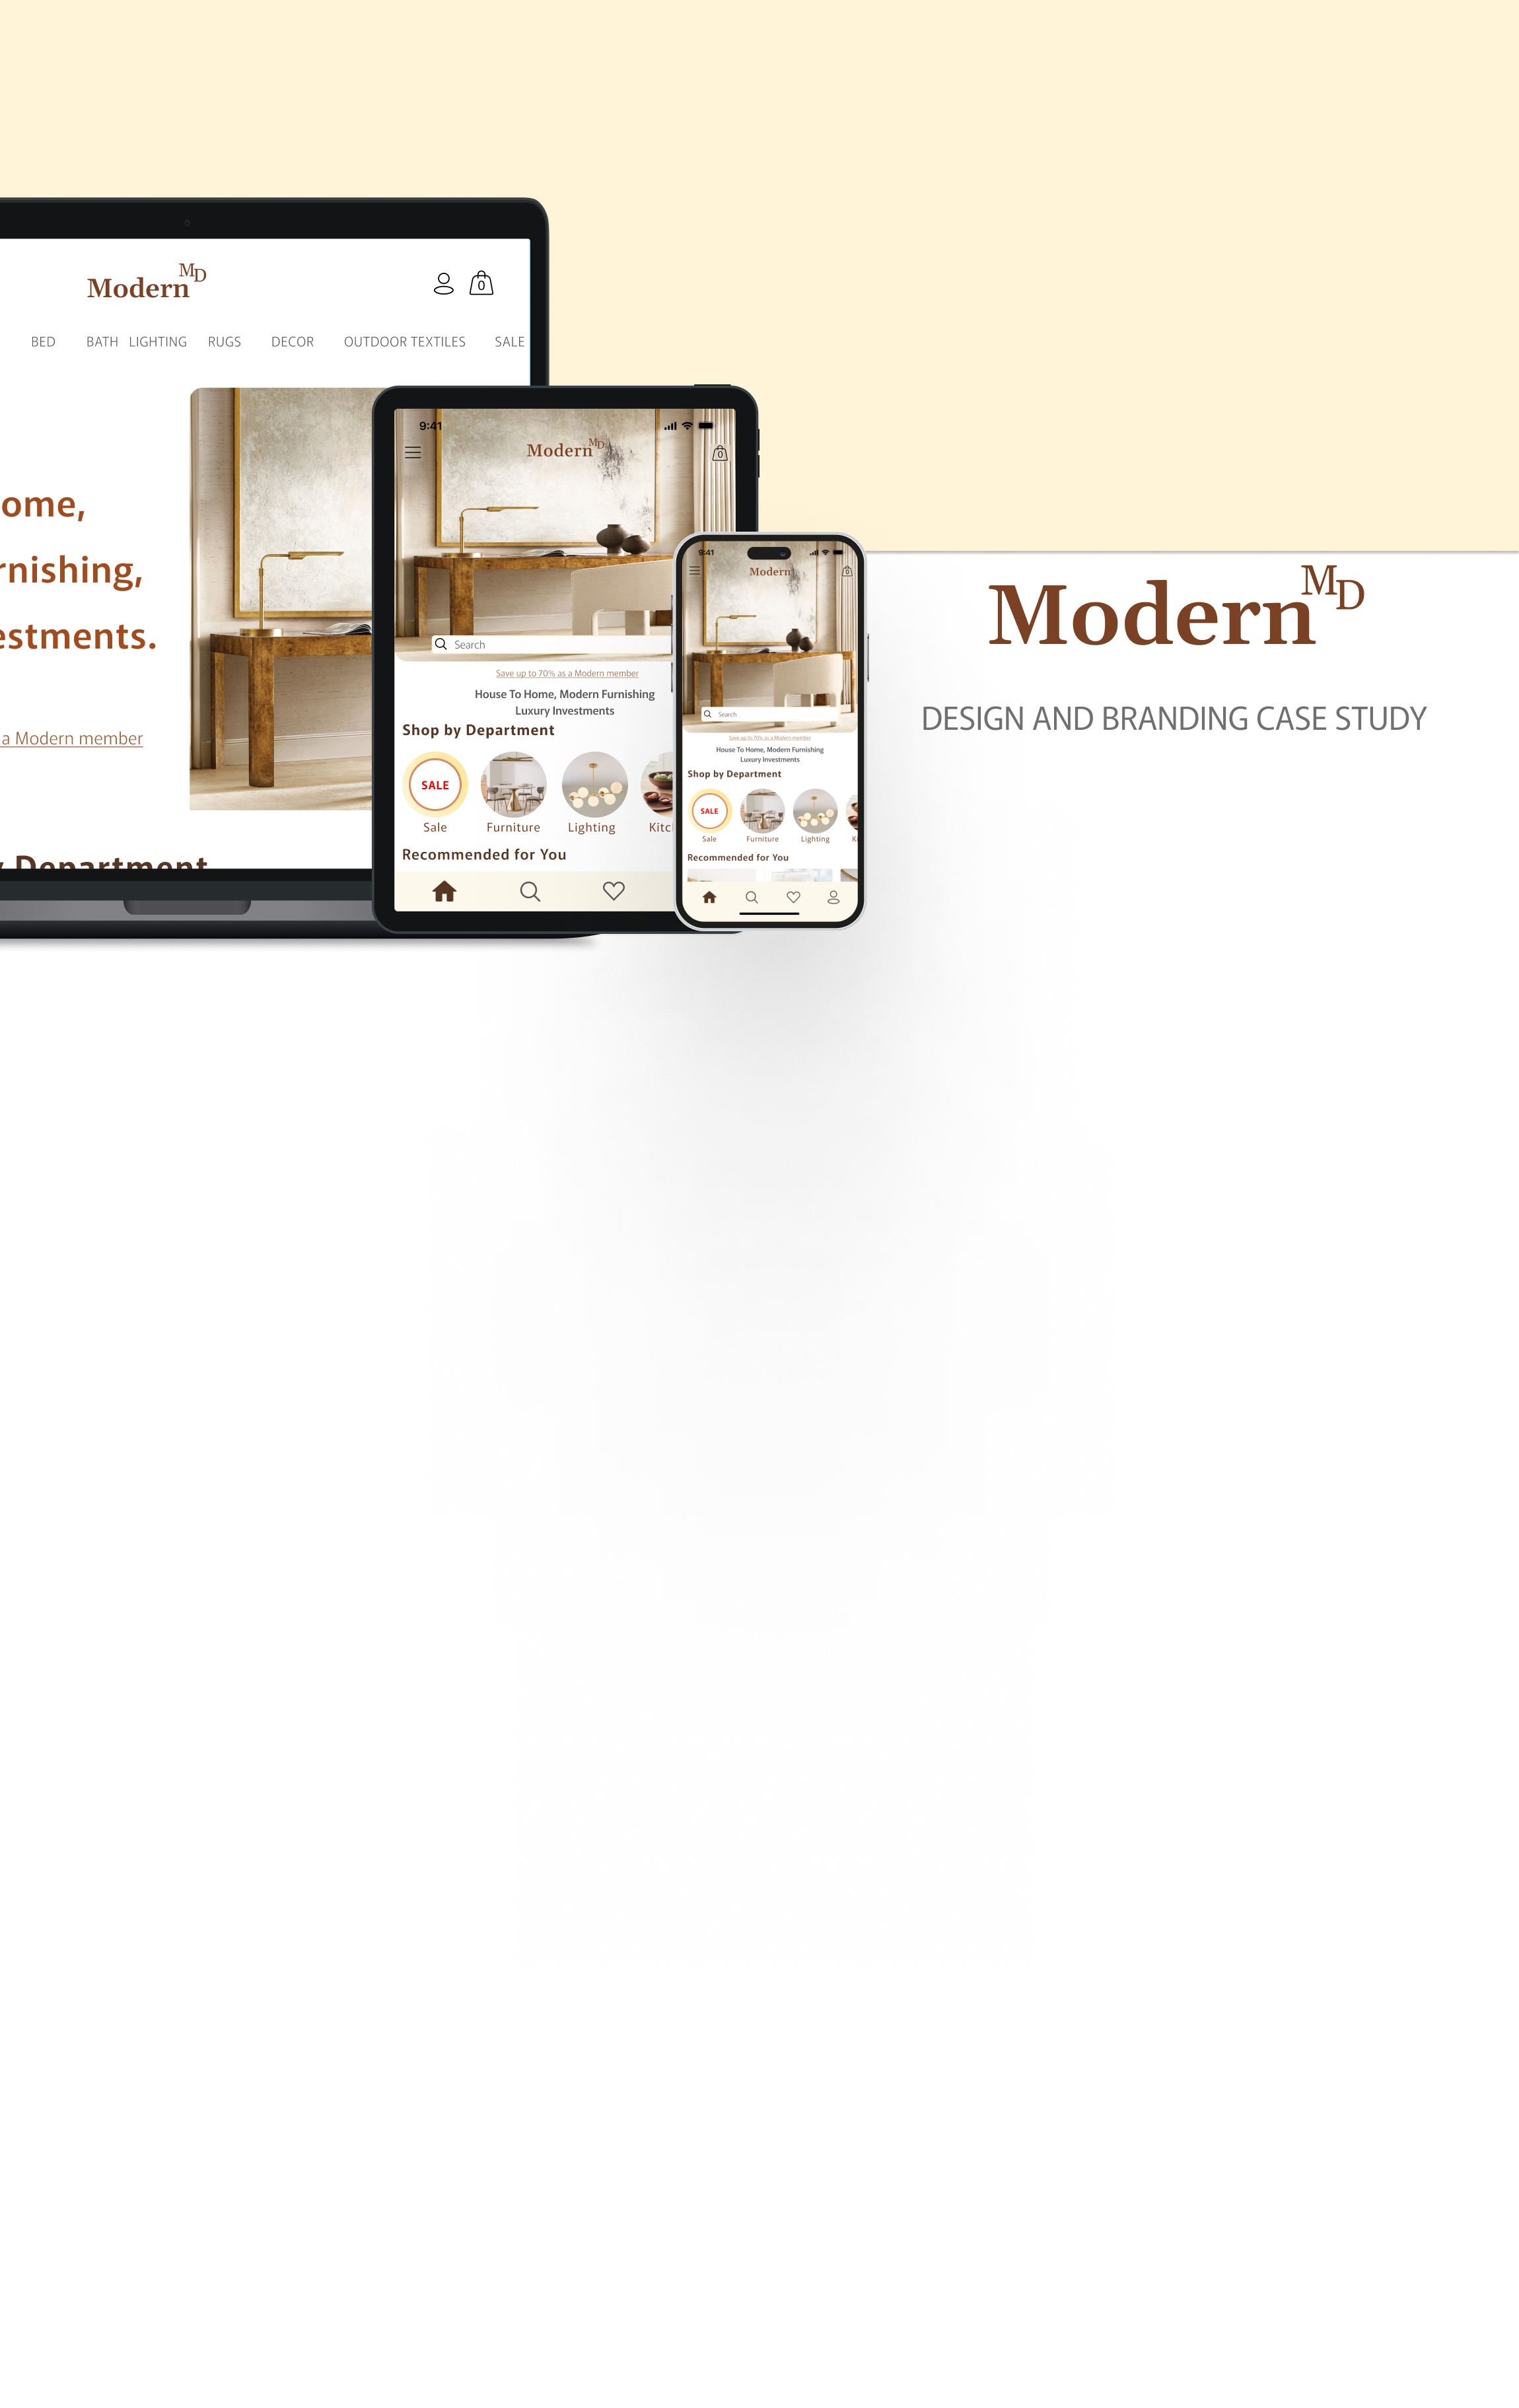 Modern MD
0
BED BATH LIGHTING RUGS DECOR OUTDOOR TEXTILES SALE
ome,
rnishing,
estments.
a Modern member
y Department
9:41
Modern MD
0
Search
Save up to 70% as a Modern member
House To Home, Modern Furnishing
Luxury Investments
Shop by Department
SALE
Sale Furniture Lighting Kitc
Recommended for You
9:41
Modern
0
Search
Save up to 70% as a Modern member
House To Home, Modern Furnishing
Luxury Investments
Shop by Department
SALE
Sale Furniture Lighting K
Recommended for You
Modern MD
DESIGN AND BRANDING CASE STUDY